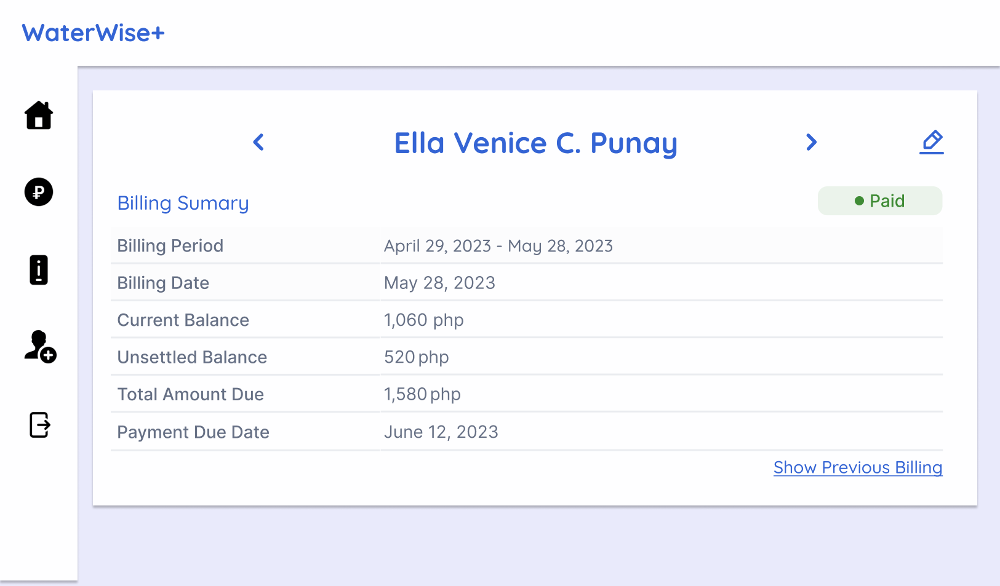 WaterWise+
Ella Venice C. Punay
Billing Sumary
Paid
Billing Period April 29, 2023 - May 28, 2023
Billing Date May 28, 2023
Current Balance 1,060 php
Unsettled Balance 520 php
Total Amount Due 1,580 php
Payment Due Date June 12, 2023
Show Previous Billing